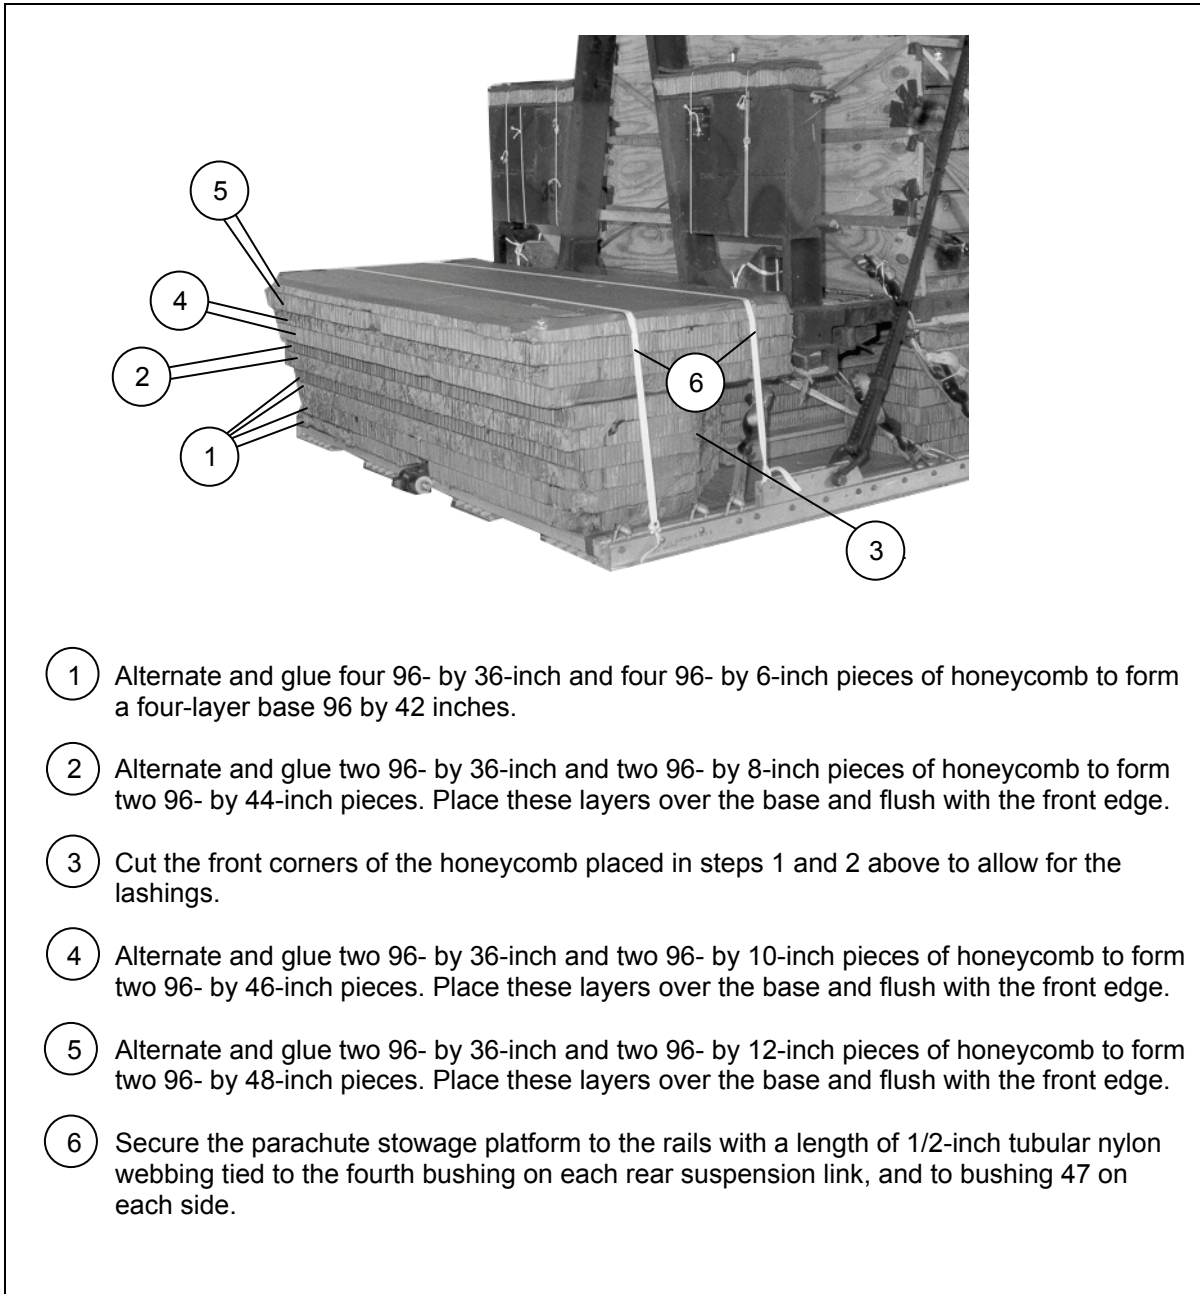 5
4
2
6
1
3
1 Alternate and glue four 96- by 36-inch and four 96- by 6-inch pieces of honeycomb to form
a four-layer base 96 by 42 inches.
2 Alternate and glue two 96- by 36-inch and two 96- by 8-inch pieces of honeycomb to form
two 96- by 44-inch pieces. Place these layers over the base and flush with the front edge.
3 Cut the front corners of the honeycomb placed in steps 1 and 2 above to allow for the
lashings.
4 Alternate and glue two 96- by 36-inch and two 96- by 10-inch pieces of honeycomb to form
two 96- by 46-inch pieces. Place these layers over the base and flush with the front edge.
5 Alternate and glue two 96- by 36-inch and two 96- by 12-inch pieces of honeycomb to form
two 96- by 48-inch pieces. Place these layers over the base and flush with the front edge.
6 Secure the parachute stowage platform to the rails with a length of 1/2-inch tubular nylon
webbing tied to the fourth bushing on each rear suspension link, and to bushing 47 on
each side.